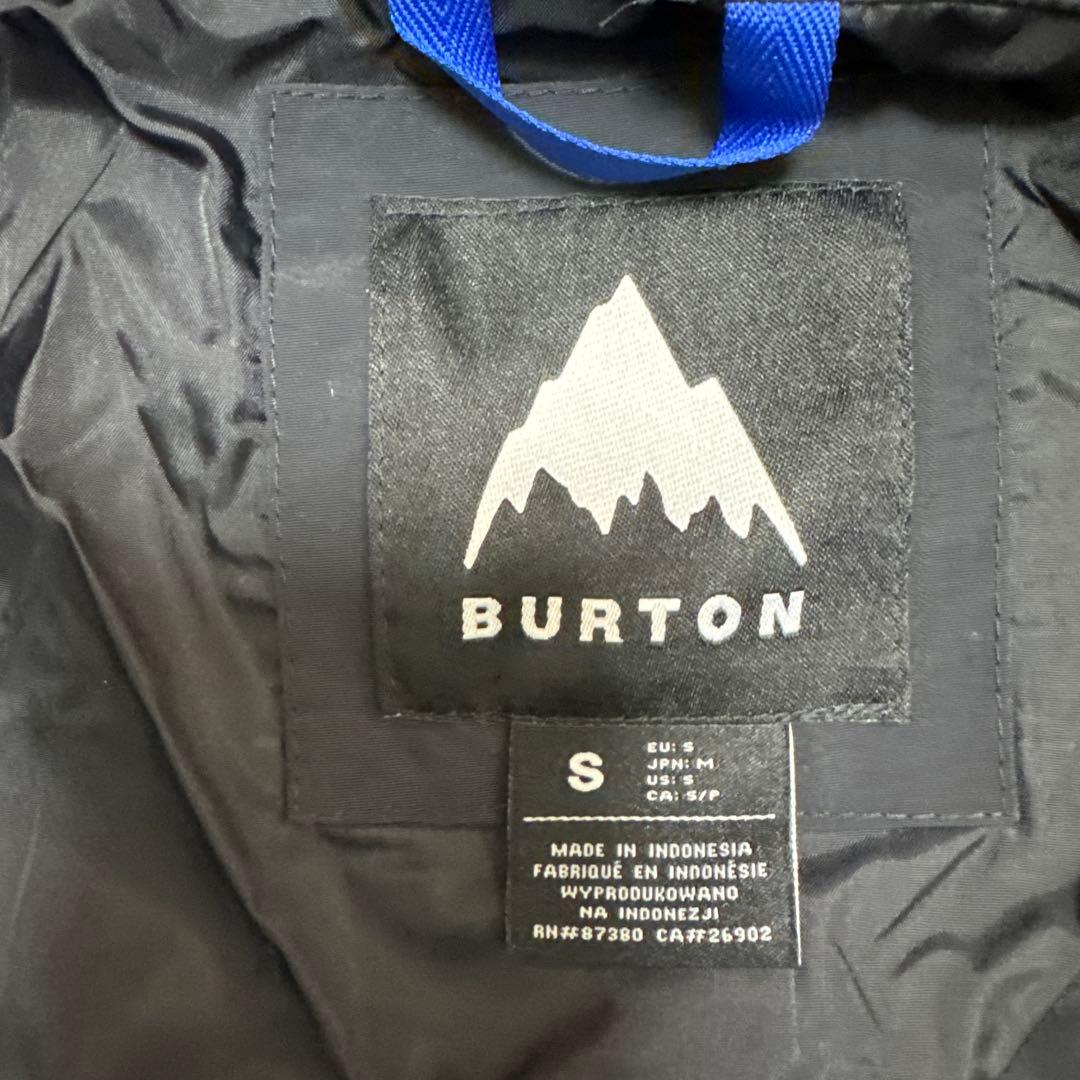 BURTON
S
EU: S
JPN: M
US: S
CA: S/P
MADE IN INDONESIA
FABRIQUÉ EN INDONÉSIE
WYPRODUKOWANO
NA INDONEZJI
RN#87380 CA#26902